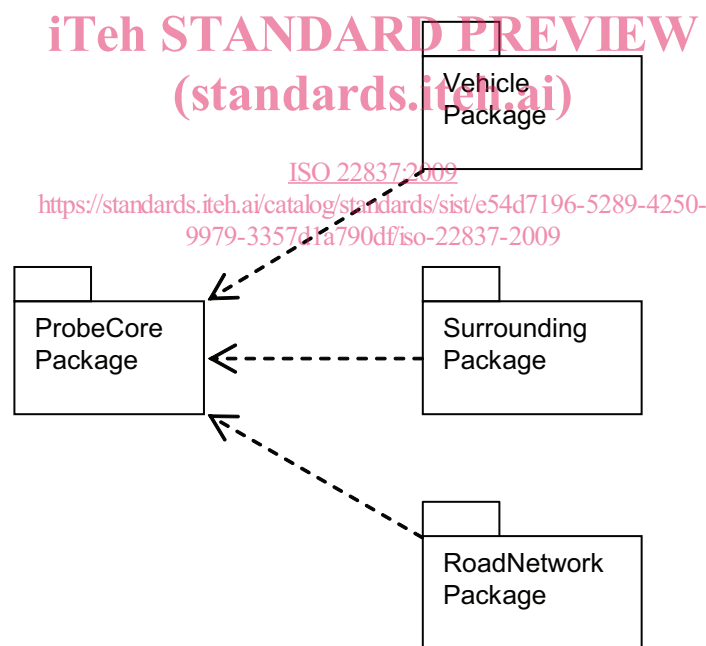 iTeh STANDARD PREVIEW
(standards.iteh.ai)
Vehicle
Package
ISO 22837:2009
https://standards.iteh.ai/catalog/standards/sist/e54d7196-5289-4250-
9979-3357d1a790df/iso-22837-2009
ProbeCore
Package
Surrounding
Package
RoadNetwork
Package